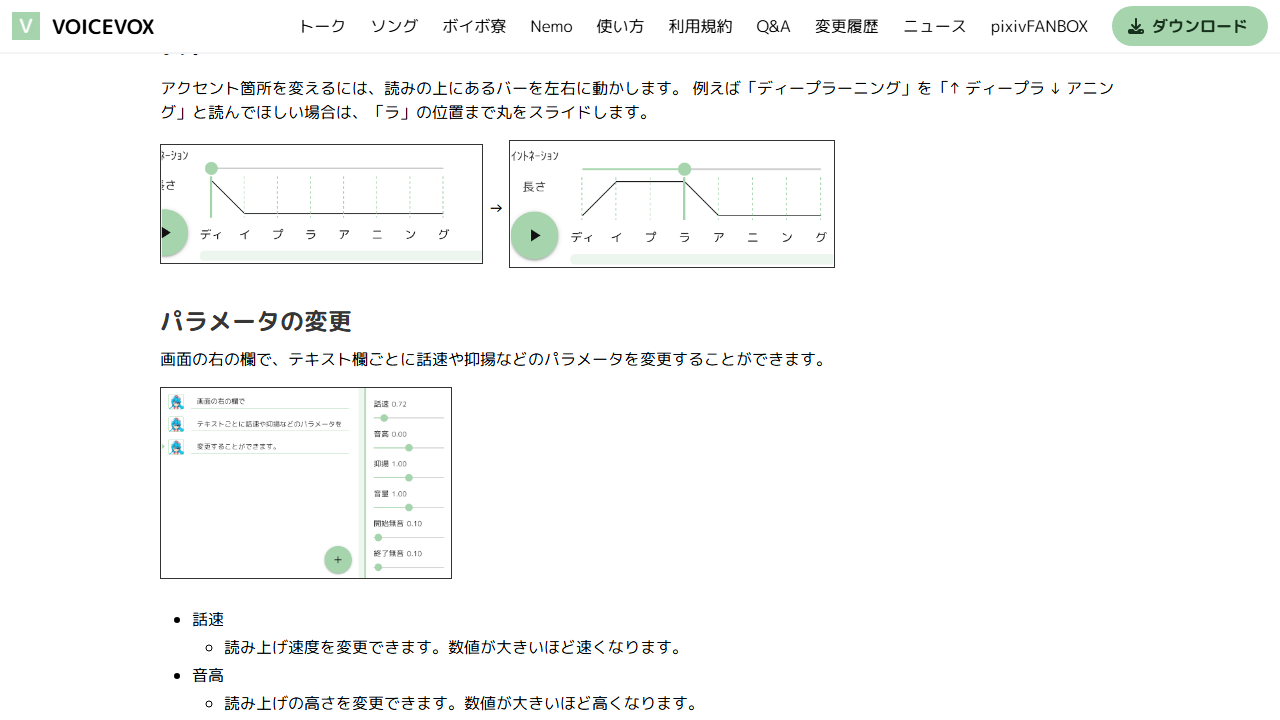 V VOICEVOX トーク ソング ボイボ寮 Nemo 使い方 利用規約 Q&A 変更履歴 ニュース pixivFANBOX ダウンロード
アクセント箇所を変えるには、読みの上にあるバーを左右に動かします。 例えば「ディープラーニング」を「↑ ディープラ ↓ アニン
グ」と読んでほしい場合は、「ラ」の位置まで丸をスライドします。
ネーション
長さ
ディ イ プ ラ ア ニ ン グ
→
イントネーション
長さ
ディ イ プ ラ ア ニ ン グ
パラメータの変更
画面の右の欄で、テキスト欄ごとに話速や抑揚などのパラメータを変更することができます。
画面の右の欄で
テキストごとに話速や抑揚などのパラメータを
変更することができます。
+
話速 0.72
音高 0.00
抑揚 1.00
音量 1.00
開始無音 0.10
終了無音 0.10
話速
読み上げ速度を変更できます。数値が大きいほど速くなります。
音高
読み上げの高さを変更できます。数値が大きいほど高くなります。